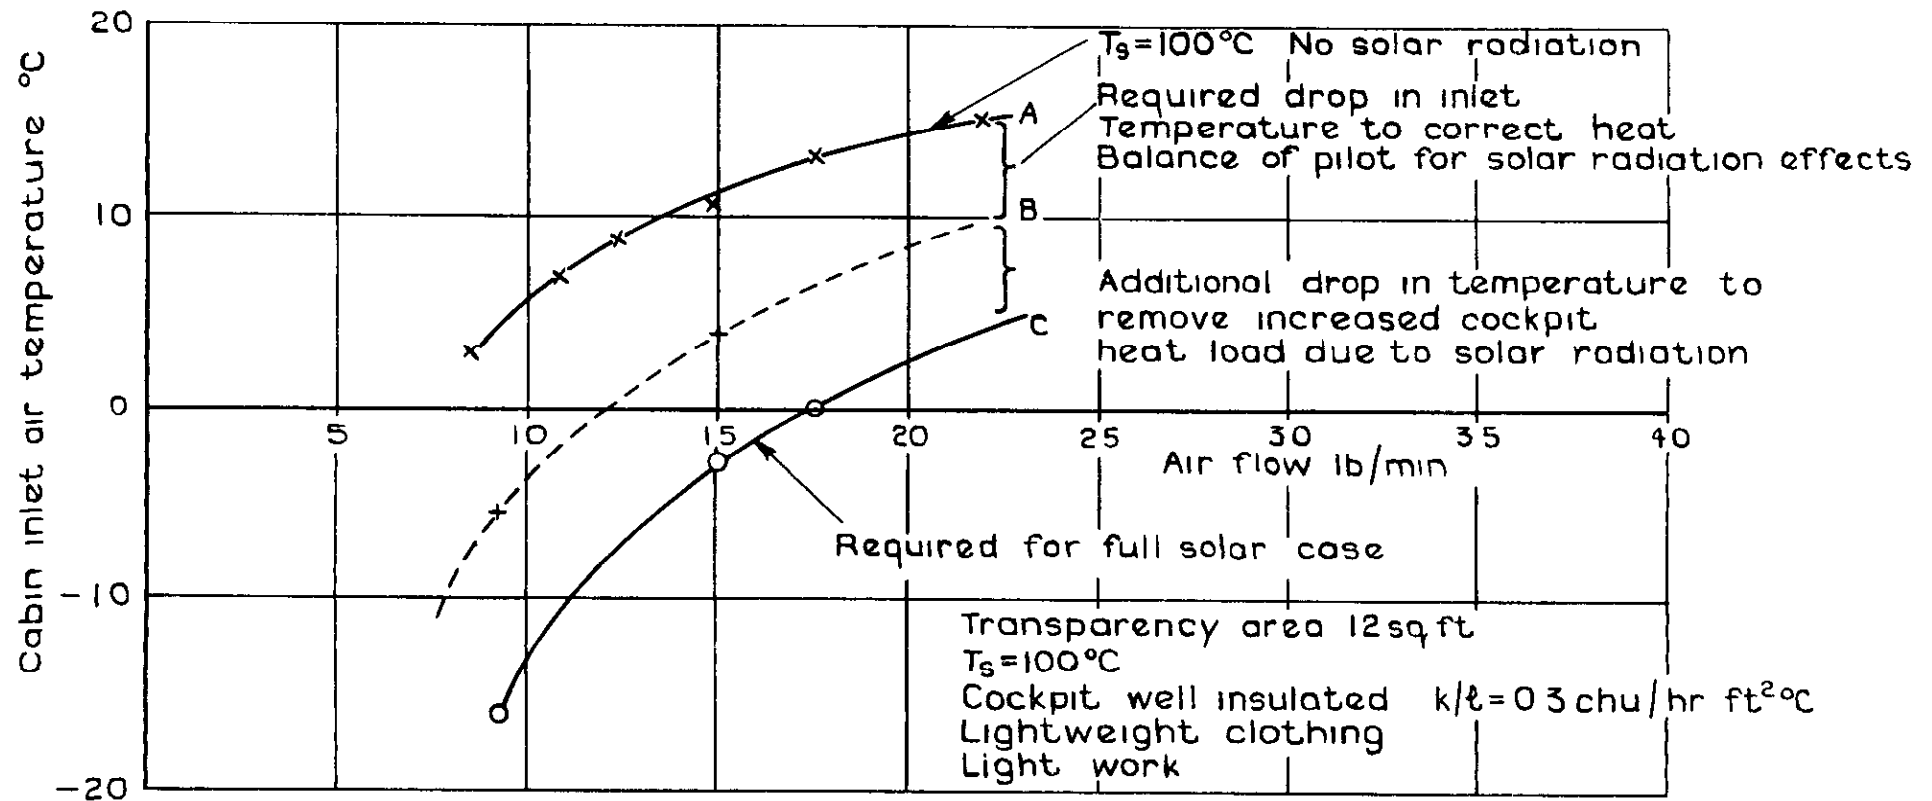 20
T_S=100°C No solar radiation
Required drop in inlet
Temperature to correct heat
Balance of pilot for solar radiation effects
A
10
B
Additional drop in temperature to
remove increased cockpit
heat load due to solar radiation
C
0
5 10 15 20 25 30 35 40
Air flow lb/min
Required for full solar case
-10
Transparency area 12 sq ft
T_S=100°C
Cockpit well insulated k/ℓ=0 3 chu/hr ft²°C
Lightweight clothing
Light work
-20
Cabin inlet air temperature °C